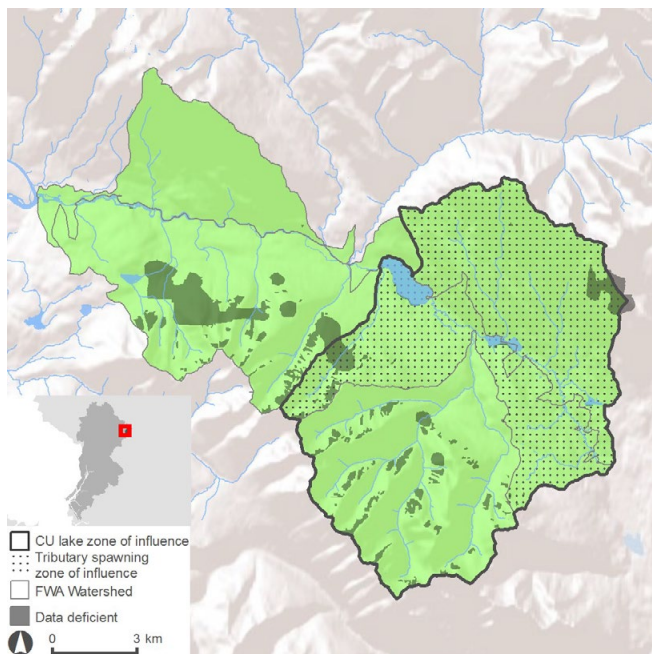 CU lake zone of influence
Tributary spawning
zone of influence
FWA Watershed
Data deficient
0 3 km